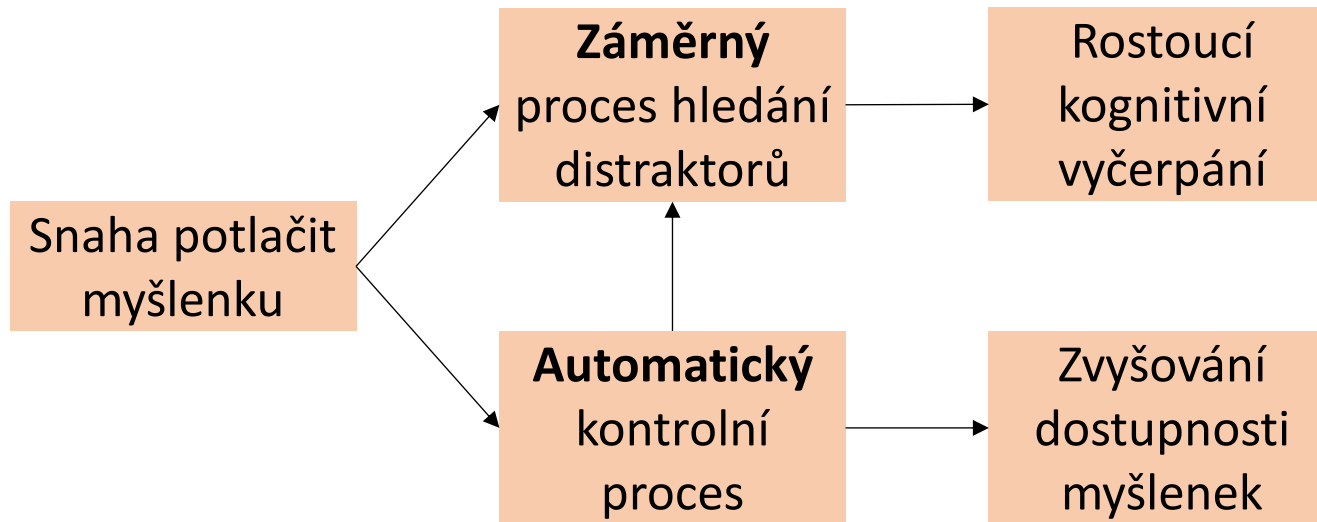 Snaha potlačit
myšlenku
Záměrný
proces hledání
distraktorů
Rostoucí
kognitivní
vyčerpání
Automatický
kontrolní
proces
Zvyšování
dostupnosti
myšlenek